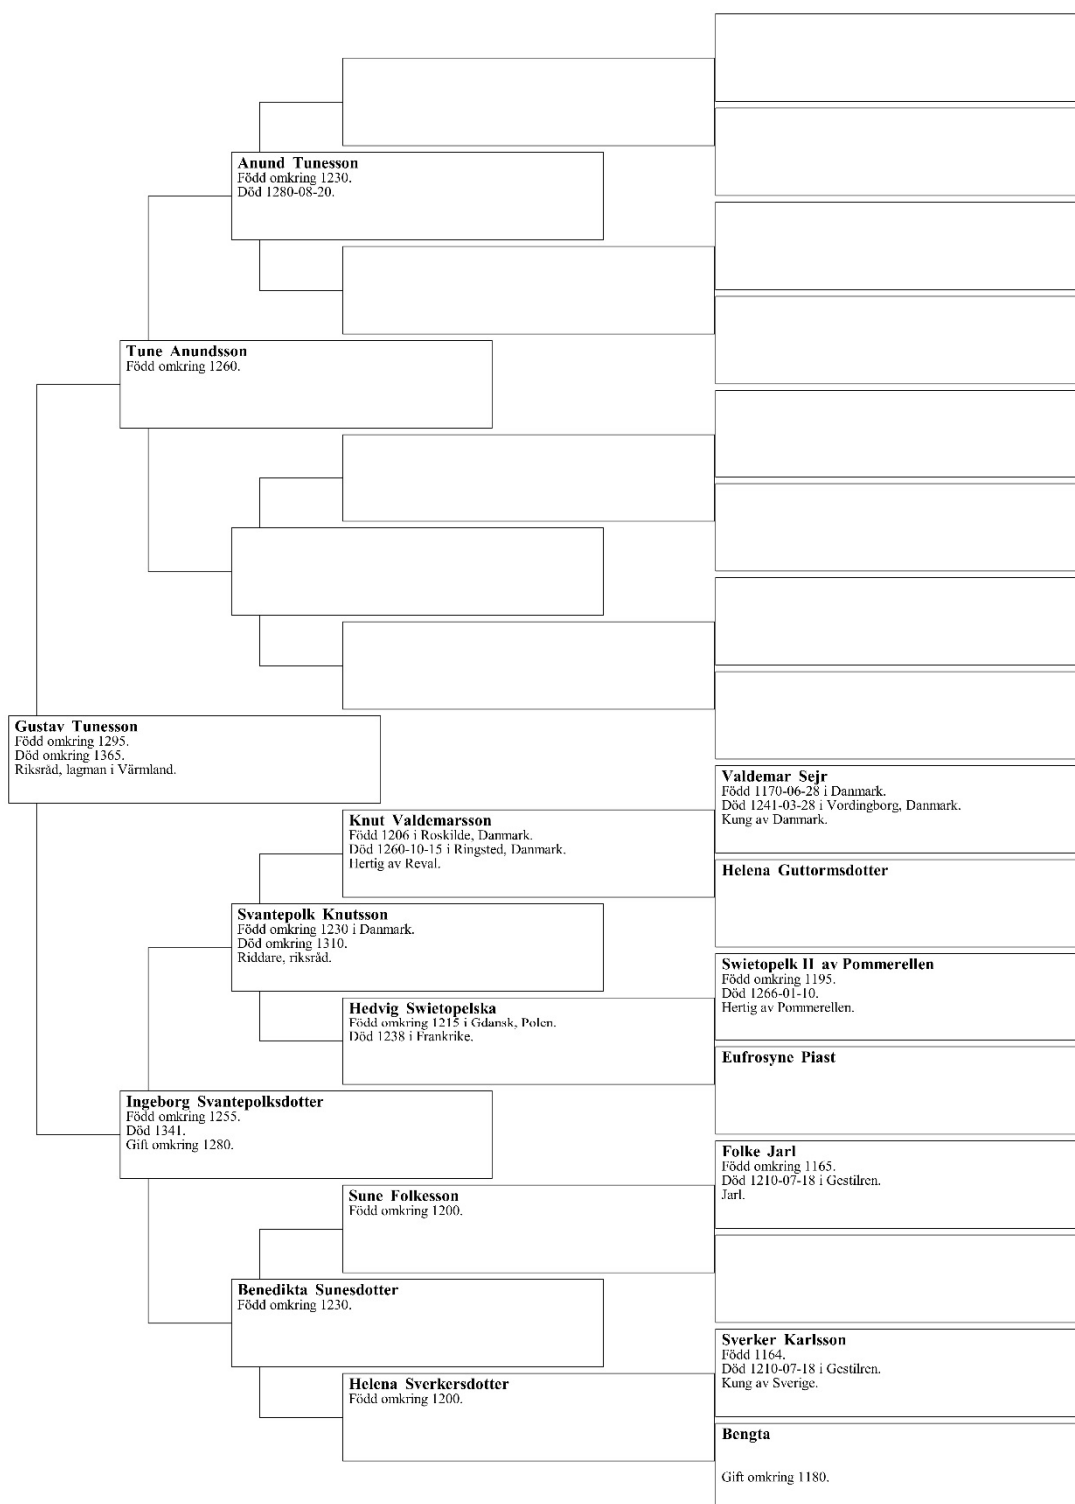 Anund Tunesson
Född omkring 1230.
Död 1280-08-20.
Tune Anundsson
Född omkring 1260.
Gustav Tunesson
Född omkring 1295.
Död omkring 1365.
Riksråd, lagman i Värmland.
Valdemar Sejr
Född 1170-06-28 i Danmark.
Död 1241-03-28 i Vordingborg, Danmark.
Kung av Danmark.
Knut Valdemarsson
Född 1206 i Roskilde, Danmark.
Död 1260-10-15 i Ringsted, Danmark.
Hertig av Reval.
Helena Guttormsdotter
Svantepolk Knutsson
Född omkring 1230 i Danmark.
Död omkring 1310.
Riddare, riksråd.
Swietopelk II av Pommerellen
Född omkring 1195.
Död 1266-01-10.
Hertig av Pommerellen.
Hedvig Swietopelska
Född omkring 1215 i Gdansk, Polen.
Död 1238 i Frankrike.
Eufrosyne Piast
Ingeborg Svantepolksdotter
Född omkring 1255.
Död 1341.
Gift omkring 1280.
Folke Jarl
Född omkring 1165.
Död 1210-07-18 i Gestilren.
Jarl.
Sune Folkesson
Född omkring 1200.
Benedikta Sunesdotter
Född omkring 1230.
Sverker Karlsson
Född 1164.
Död 1210-07-18 i Gestilren.
Kung av Sverige.
Helena Sverkersdotter
Född omkring 1200.
Bengta
Gift omkring 1180.